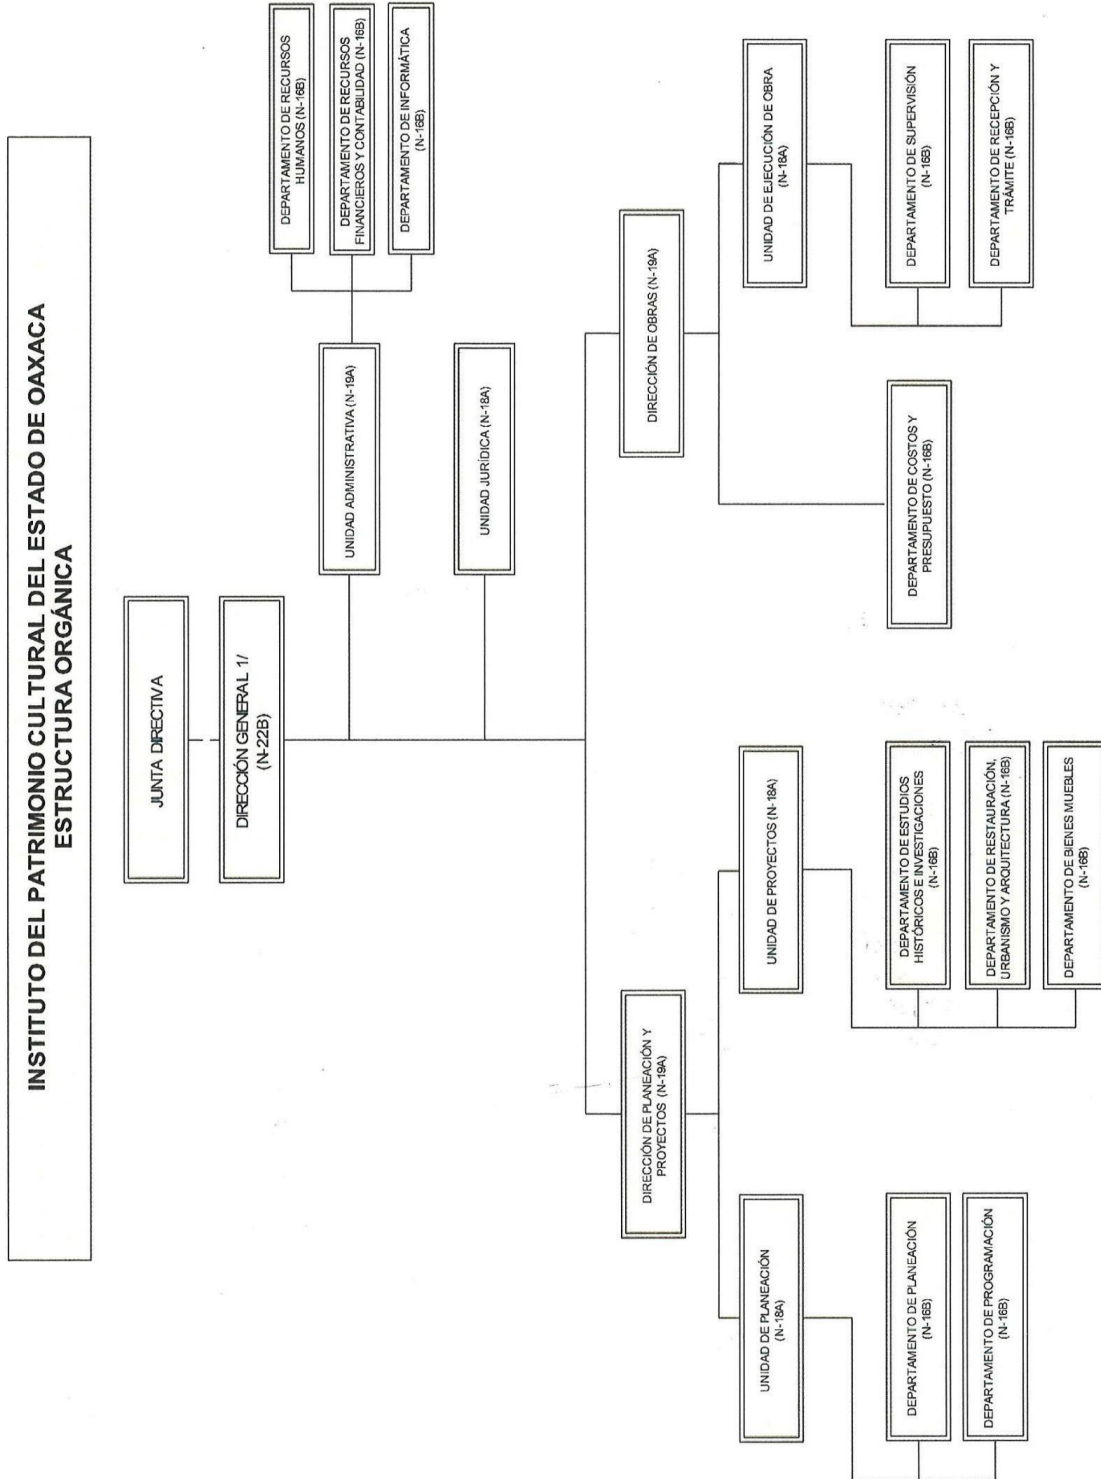 INSTITUTO DEL PATRIMONIO CULTURAL DEL ESTADO DE OAXACA
ESTRUCTURA ORGÁNICA
JUNTA DIRECTIVA
DIRECCIÓN GENERAL 1/
(N-22B)
UNIDAD ADMINISTRATIVA (N-19A)
DEPARTAMENTO DE RECURSOS
HUMANOS (N-16B)
DEPARTAMENTO DE RECURSOS
FINANCIEROS Y CONTABILIDAD (N-16B)
DEPARTAMENTO DE INFORMÁTICA
(N-16B)
UNIDAD JURÍDICA (N-18A)
DIRECCIÓN DE PLANEACIÓN Y
PROYECTOS (N-19A)
UNIDAD DE PLANEACIÓN
(N-18A)
DEPARTAMENTO DE PLANEACIÓN
(N-16B)
DEPARTAMENTO DE PROGRAMACIÓN
(N-16B)
UNIDAD DE PROYECTOS (N-18A)
DEPARTAMENTO DE ESTUDIOS
HISTÓRICOS E INVESTIGACIONES
(N-16B)
DEPARTAMENTO DE RESTAURACIÓN,
URBANISMO Y ARQUITECTURA (N-16B)
DEPARTAMENTO DE BIENES MUEBLES
(N-16B)
DIRECCIÓN DE OBRAS (N-19A)
DEPARTAMENTO DE COSTOS Y
PRESUPUESTO (N-16B)
UNIDAD DE EJECUCIÓN DE OBRA
(N-18A)
DEPARTAMENTO DE SUPERVISIÓN
(N-16B)
DEPARTAMENTO DE RECEPCIÓN Y
TRÁMITE (N-16B)